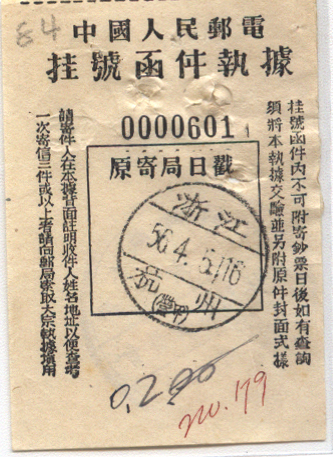 84
中國人民郵電
挂號函件執據
0000601
原寄局日戳
浙江
56.4.5.16
杭州
(營)
挂號函件內不可附寄鈔票日後如有查詢
須將本執據交驗並另附原件封面式樣
請寄件人在本據背面註明收件人姓名地址以便查考
一次寄信三件或以上者請向郵局索取大宗執據塡用
0.20
no. 179